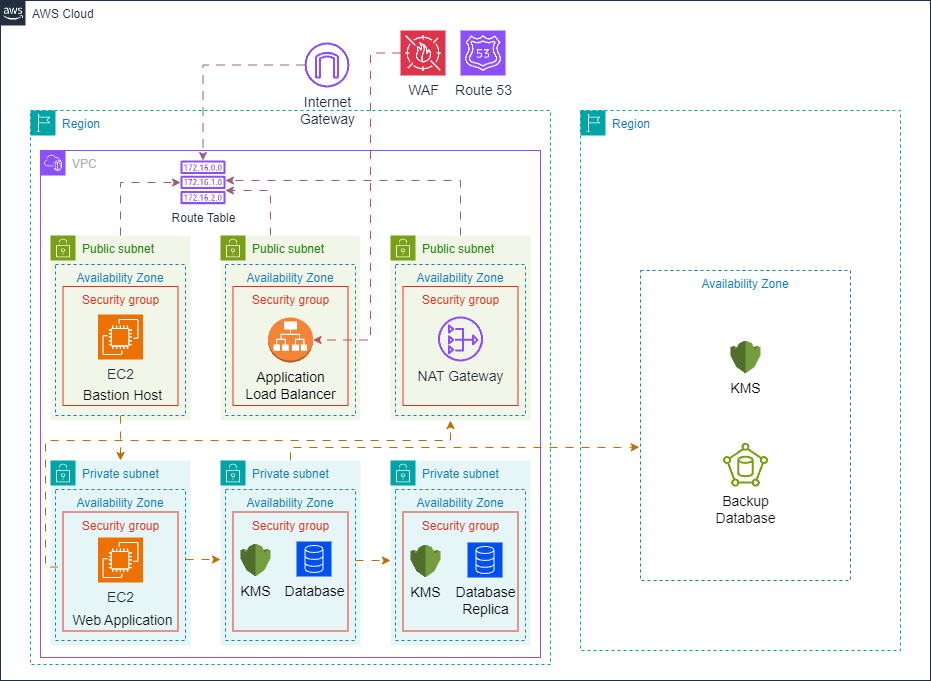 aws
AWS Cloud
53
WAF
Route 53
Internet
Gateway
Region
Region
VPC
172.16.0.0
172.16.1.0
172.16.2.0
Route Table
Public subnet
Public subnet
Public subnet
Availability Zone
Availability Zone
Availability Zone
Availability Zone
Security group
Security group
Security group
EC2
Bastion Host
Application
Load Balancer
NAT Gateway
KMS
Private subnet
Private subnet
Private subnet
Availability Zone
Availability Zone
Availability Zone
Security group
Security group
Security group
EC2
Web Application
KMS
Database
KMS
Database
Replica
Backup
Database